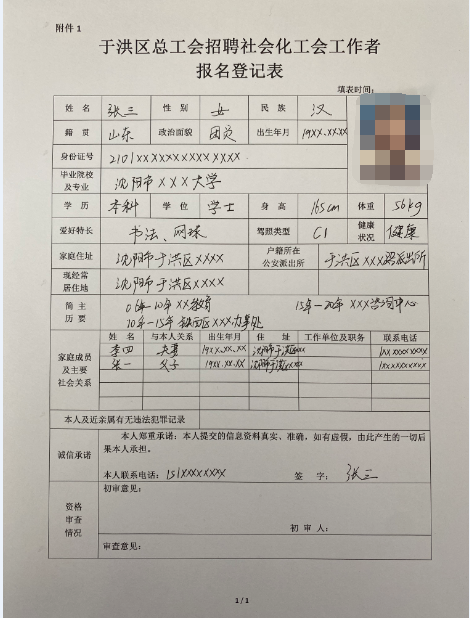 附件 1
于洪区总工会招聘社会化工会工作者
报名登记表
填表时间：
姓 名 张三 性 别 女 民 族 汉
籍 贯 山东 政治面貌 团员 出生年月 19XX.XX.XX
身份证号 2101XXXXXXXXXXXXXX
毕业院校及专业 沈阳市XXX大学
学 历 本科 学 位 学士 身 高 165cm 体重 56kg
爱好特长 书法、网球 驾照类型 C1 健康状况 健康
家庭住址 沈阳市于洪区XXXX 户籍所在公安派出所 于洪区XXX路派出所
现经常居住地 沈阳市于洪区XXXX
简 主 历 要 06年-10年XX教育 15年-20年 XXX咨询中心
10年-15年 区XXX办事处
家庭成员及主要社会关系 姓 名 与本人关系 出生年月 住 址 工作单位及职务 联系电话
李四 夫妻 19XX.XX.XX 沈阳市于洪区XXX 1XXXXXXXXXX
张一 父子 19XX.XX.XX 沈阳市于洪区XXX 1XXXXXXXXXX
本人及近亲属有无违法犯罪记录
诚信承诺 本人郑重承诺：本人提交的信息资料真实、准确，如有虚假，由此产生的一切后
果本人承担。
本人联系电话：151XXXXXXXX 签 字： 张三
资格审查情况 初审意见：
初 审 人：
审查意见：
1 / 1